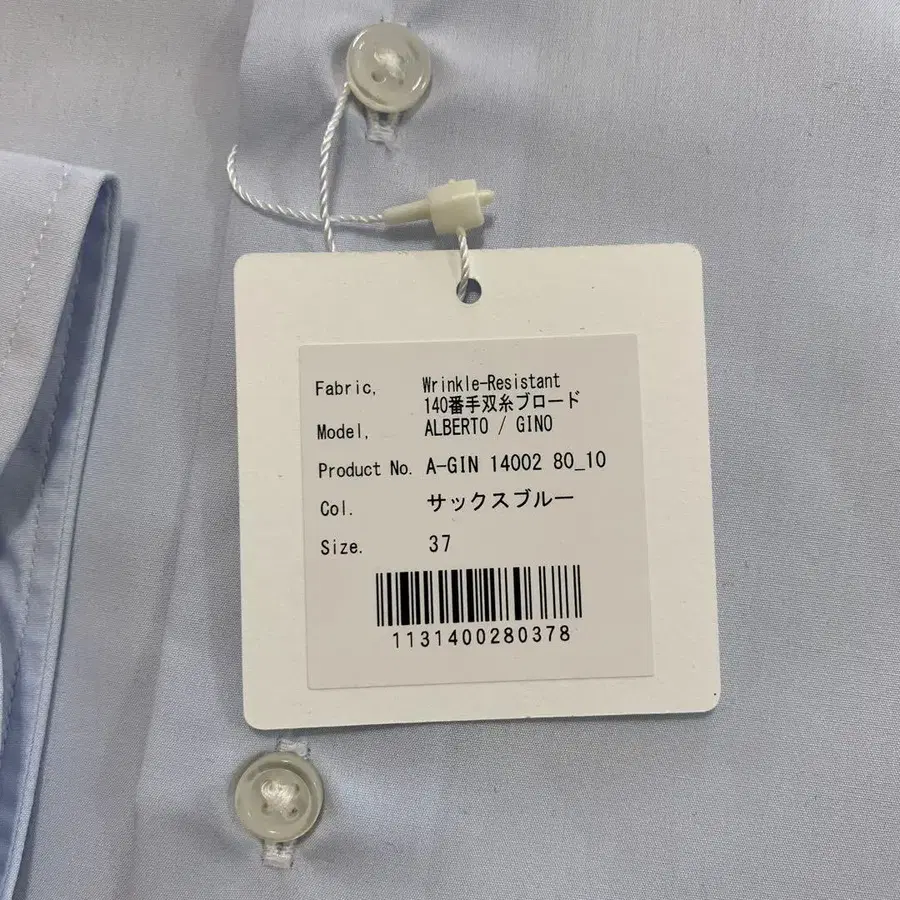 Fabric, Wrinkle-Resistant
140番手双糸ブロード
Model, ALBERTO / GINO
Product No. A-GIN 14002 80_10
Col. サックスブルー
Size. 37
1131400280378